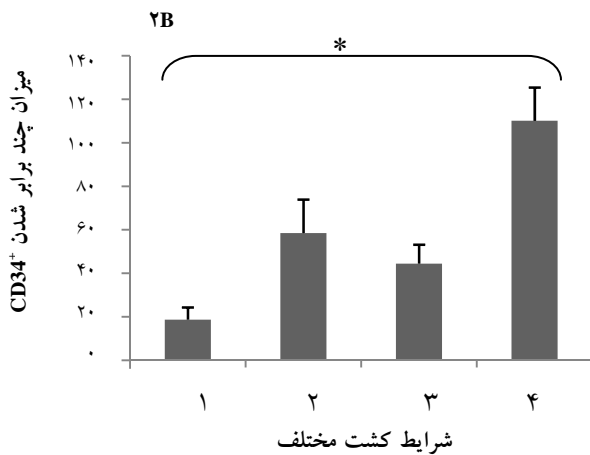 ۲B
*
میزان چند برابر شدن CD34⁺
۱۴۰
۱۲۰
۱۰۰
۸۰
۶۰
۴۰
۲۰
۰
۱ ۲ ۳ ۴
شرایط کشت مختلف